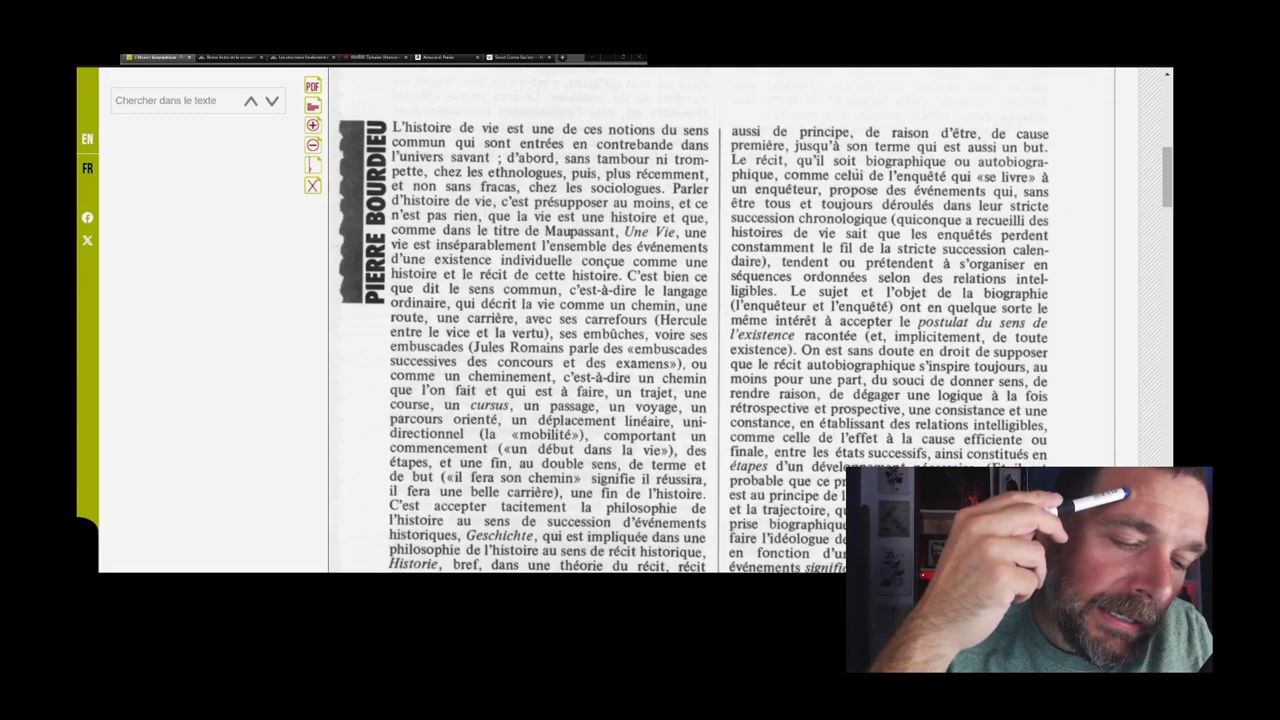 Chercher dans le texte
EN
FR
PDF
PIERRE BOURDIEU
L'histoire de vie est une de ces notions du sens
commun qui sont entrées en contrebande dans
l'univers savant ; d'abord, sans tambour ni trom-
pette, chez les ethnologues, puis, plus récemment,
et non sans fracas, chez les sociologues. Parler
d'histoire de vie, c'est présupposer au moins, et ce
n'est pas rien, que la vie est une histoire et que,
comme dans le titre de Maupassant, Une Vie, une
vie est inséparablement l'ensemble des événements
d'une existence individuelle conçue comme une
histoire et le récit de cette histoire. C'est bien ce
que dit le sens commun, c'est-à-dire le langage
ordinaire, qui décrit la vie comme un chemin, une
route, une carrière, avec ses carrefours (Hercule
entre le vice et la vertu), ses embûches, voire ses
embuscades (Jules Romains parle des «embuscades
successives des concours et des examens»), ou
comme un cheminement, c'est-à-dire un chemin
que l'on fait et qui est à faire, un trajet, une
course, un cursus, un passage, un voyage, un
parcours orienté, un déplacement linéaire, uni-
directionnel (la «mobilité»), comportant un
commencement («un début dans la vie»), des
étapes, et une fin, au double sens, de terme et
de but («il fera son chemin» signifie il réussira,
il fera une belle carrière), une fin de l'histoire.
C'est accepter tacitement la philosophie de
l'histoire au sens de succession d'événements
historiques, Geschichte, qui est impliquée dans une
philosophie de l'histoire au sens de récit historique,
Historie, bref, dans une théorie du récit, récit
aussi de principe, de raison d'être, de cause
première, jusqu'à son terme qui est aussi un but.
Le récit, qu'il soit biographique ou autobiogra-
phique, comme celui de l'enquêté qui «se livre» à
un enquêteur, propose des événements qui, sans
être tous et toujours déroulés dans leur stricte
succession chronologique (quiconque a recueilli des
histoires de vie sait que les enquêtés perdent
constamment le fil de la stricte succession calen-
daire), tendent ou prétendent à s'organiser en
séquences ordonnées selon des relations intel-
ligibles. Le sujet et l'objet de la biographie
(l'enquêteur et l'enquêté) ont en quelque sorte le
même intérêt à accepter le postulat du sens de
l'existence racontée (et, implicitement, de toute
existence). On est sans doute en droit de supposer
que le récit autobiographique s'inspire toujours, au
moins pour une part, du souci de donner sens, de
rendre raison, de dégager une logique à la fois
rétrospective et prospective, une consistance et une
constance, en établissant des relations intelligibles,
comme celle de l'effet à la cause efficiente ou
finale, entre les états successifs, ainsi constitués en
étapes d'un
probable que ce
est au principe de
et la trajectoire,
prise biographique
faire l'idéologue
en fonction
événements